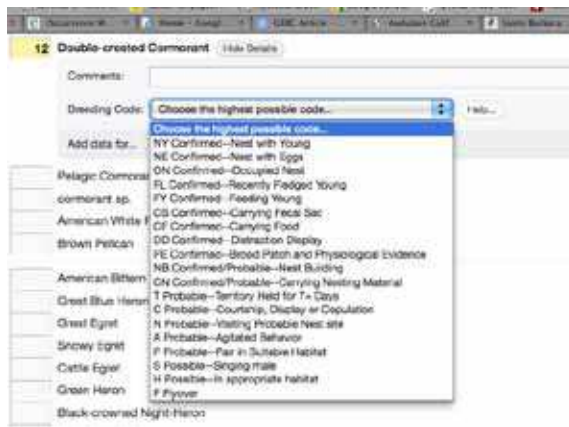 Home
GBIF Article
Santa Barbara
12 Double-crested Cormorant Hide Details
Comments:
Breeding Code: Choose the highest possible code... Help...
Choose the highest possible code...
Add data for...
NY Confirmed--Nest with Young
NE Confirmed--Nest with Eggs
ON Confirmed--Occupied Nest
FL Confirmed--Recently Fledged Young
FY Confirmed--Feeding Young
CS Confirmed--Carrying Fecal Sac
CF Confirmed--Carrying Food
DD Confirmed--Distraction Display
PE Confirmed--Brood Patch and Physiological Evidence
NB Confirmed/Probable--Nest Building
CN Confirmed/Probable--Carrying Nesting Material
T Probable--Territory Held for 7+ Days
C Probable--Courtship, Display or Copulation
N Probable--Visiting Probable Nest site
A Probable--Agitated Behavior
P Probable--Pair in Suitable Habitat
S Possible--Singing male
H Possible--In appropriate habitat
F Flyover
Pelagic Cormora
cormorant sp.
American White P
Brown Pelican
American Bittern
Great Blue Heron
Great Egret
Snowy Egret
Cattle Egret
Green Heron
Black-crowned Night-Heron